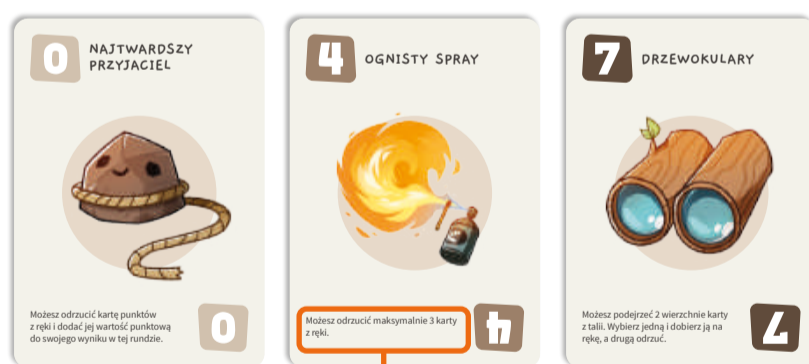 0
NAJTWARDSZY
PRZYJACIEL
Możesz odrzucić kartę punktów
z ręki i dodać jej wartość punktową
do swojego wyniku w tej rundzie.
0
4
OGNISTY SPRAY
Możesz odrzucić maksymalnie 3 karty
z ręki.
4
7
DRZEWOKULARY
Możesz podejrzeć 2 wierzchnie karty
z talii. Wybierz jedną i dobierz ją na
rękę, a drugą odrzuć.
7